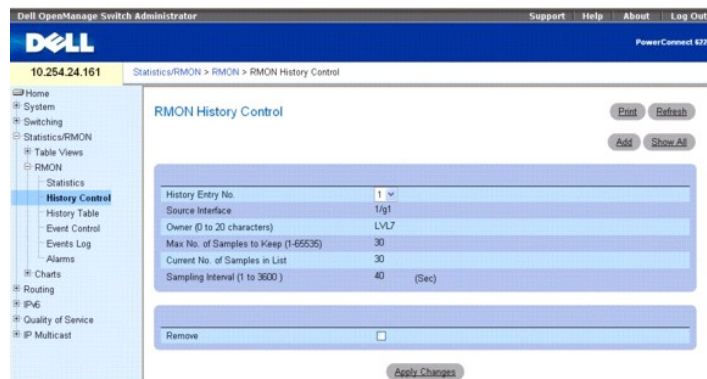 Dell OpenManage Switch Administrator
Support Help About Log Out
DELL
PowerConnect 622
10.254.24.161
Statistics/RMON > RMON > RMON History Control
Home
System
Switching
Statistics/RMON
Table Views
RMON
Statistics
History Control
History Table
Event Control
Events Log
Alarms
Charts
Routing
IPv6
Quality of Service
IP Multicast
RMON History Control
Print Refresh
Add Show All
History Entry No. 1
Source Interface 1/g1
Owner (0 to 20 characters) LVL7
Max No. of Samples to Keep (1-65535) 30
Current No. of Samples in List 30
Sampling Interval (1 to 3600 ) 40 (Sec)
Remove
Apply Changes